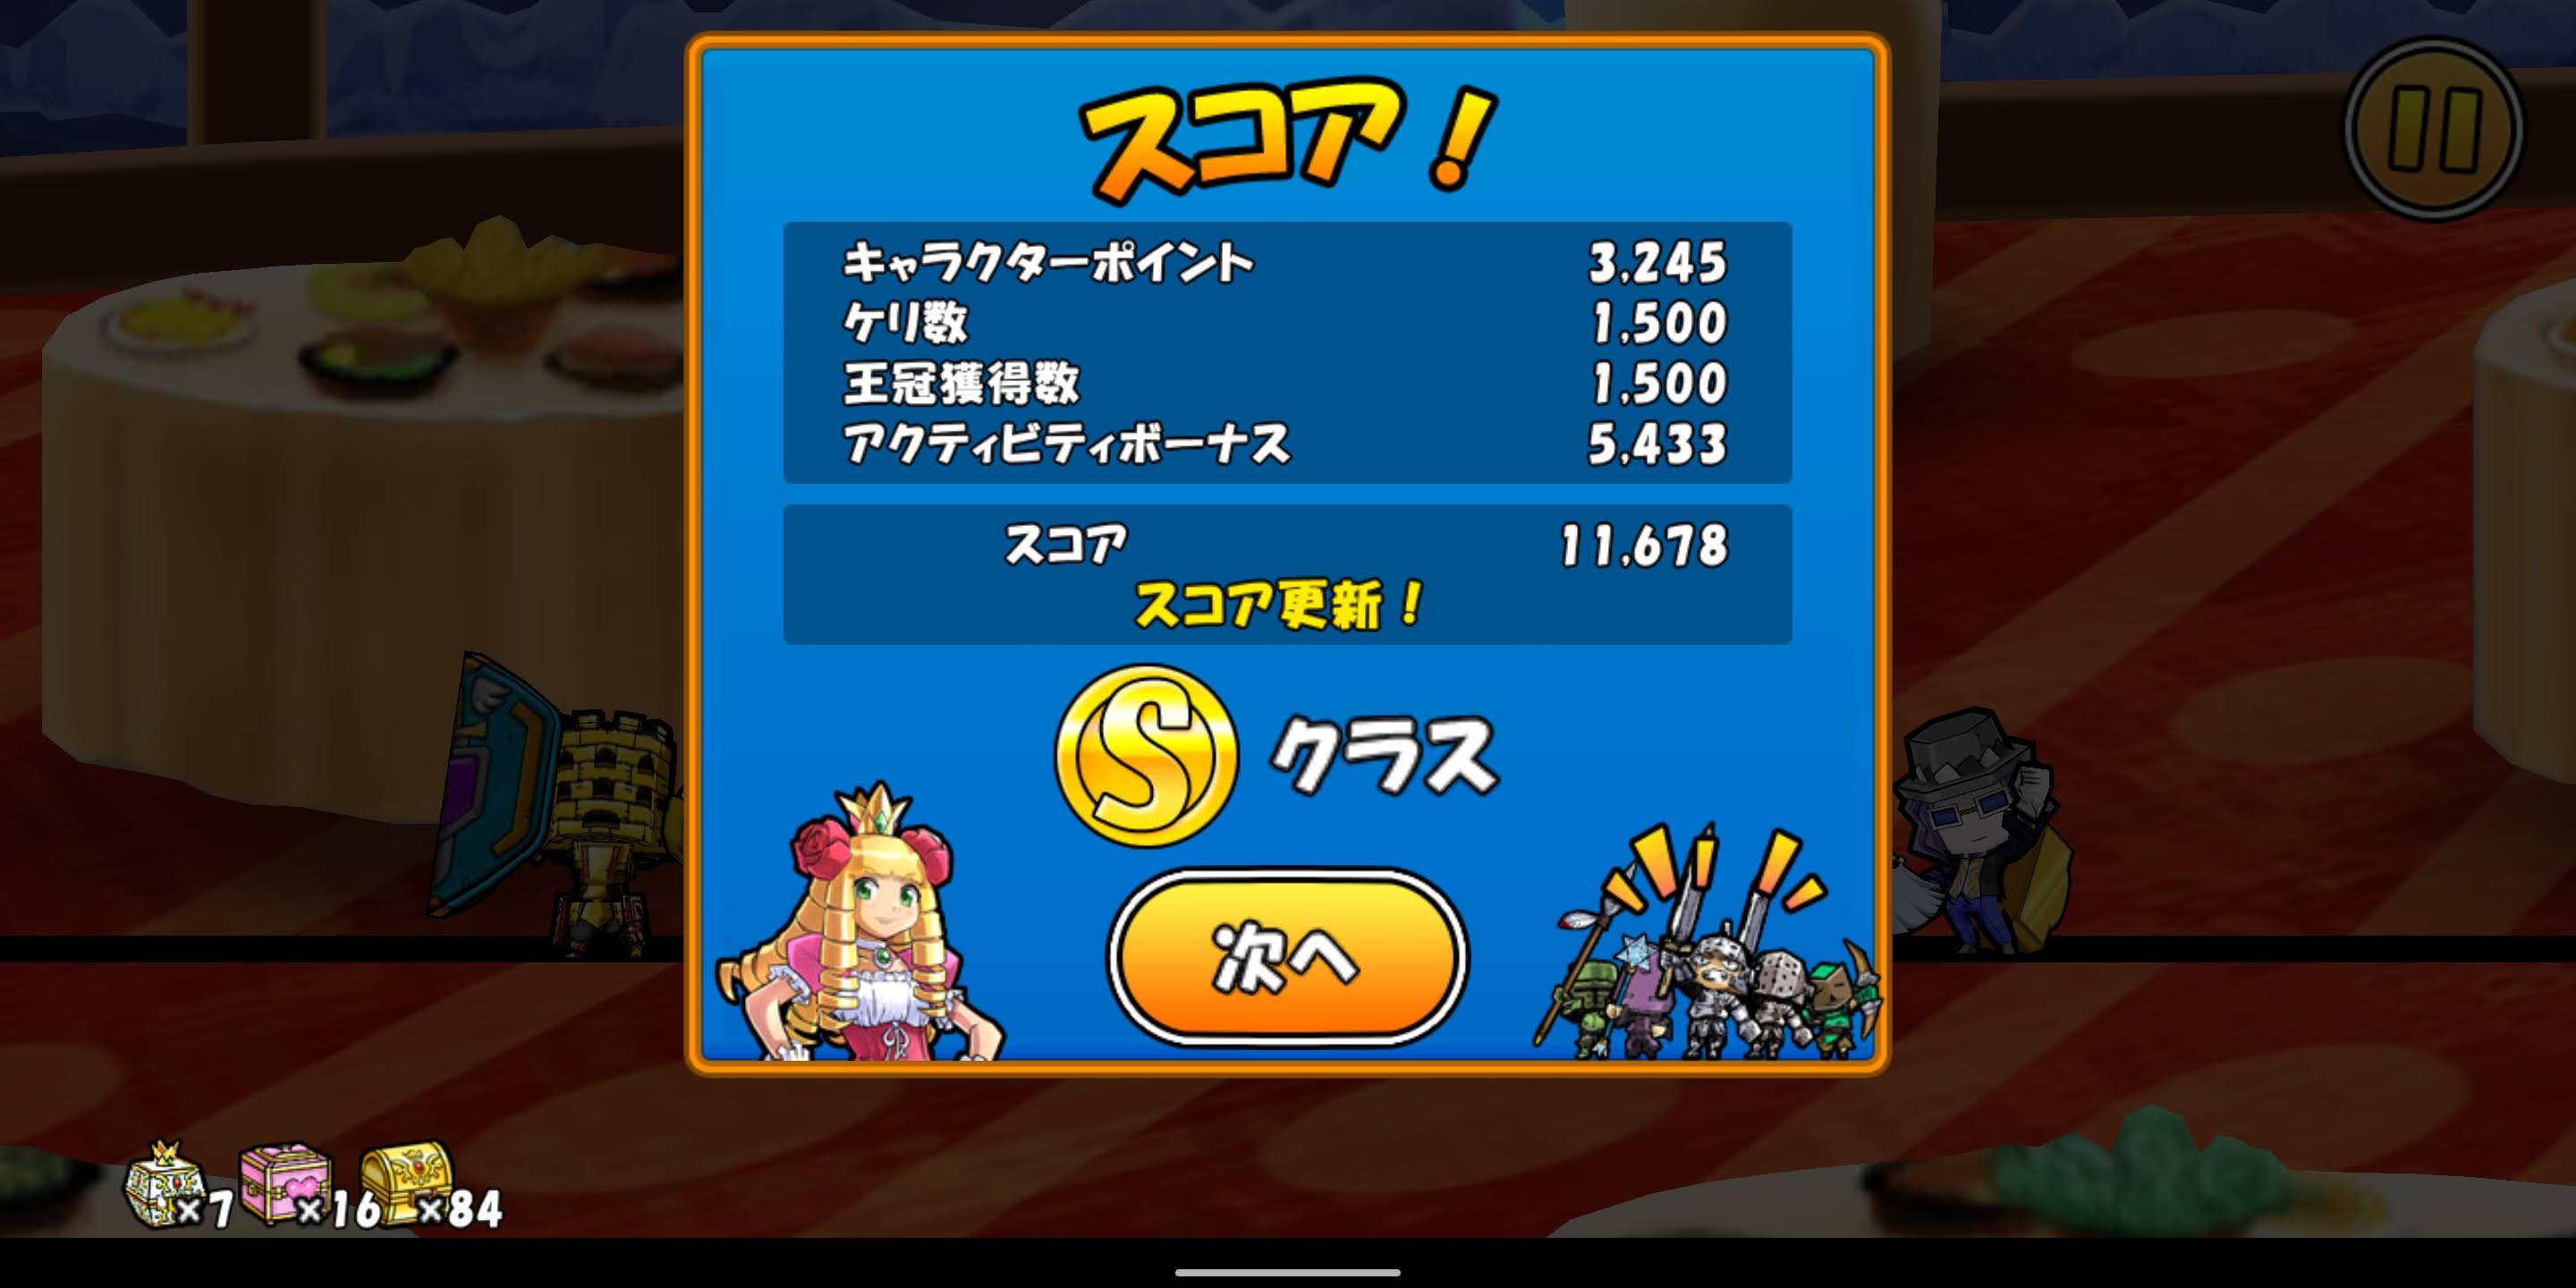 スコア！
キャラクターポイント 3,245
ケリ数 1,500
王冠獲得数 1,500
アクティビティボーナス 5,433
スコア 11,678
スコア更新！
S クラス
次へ
×7 ×16 ×84